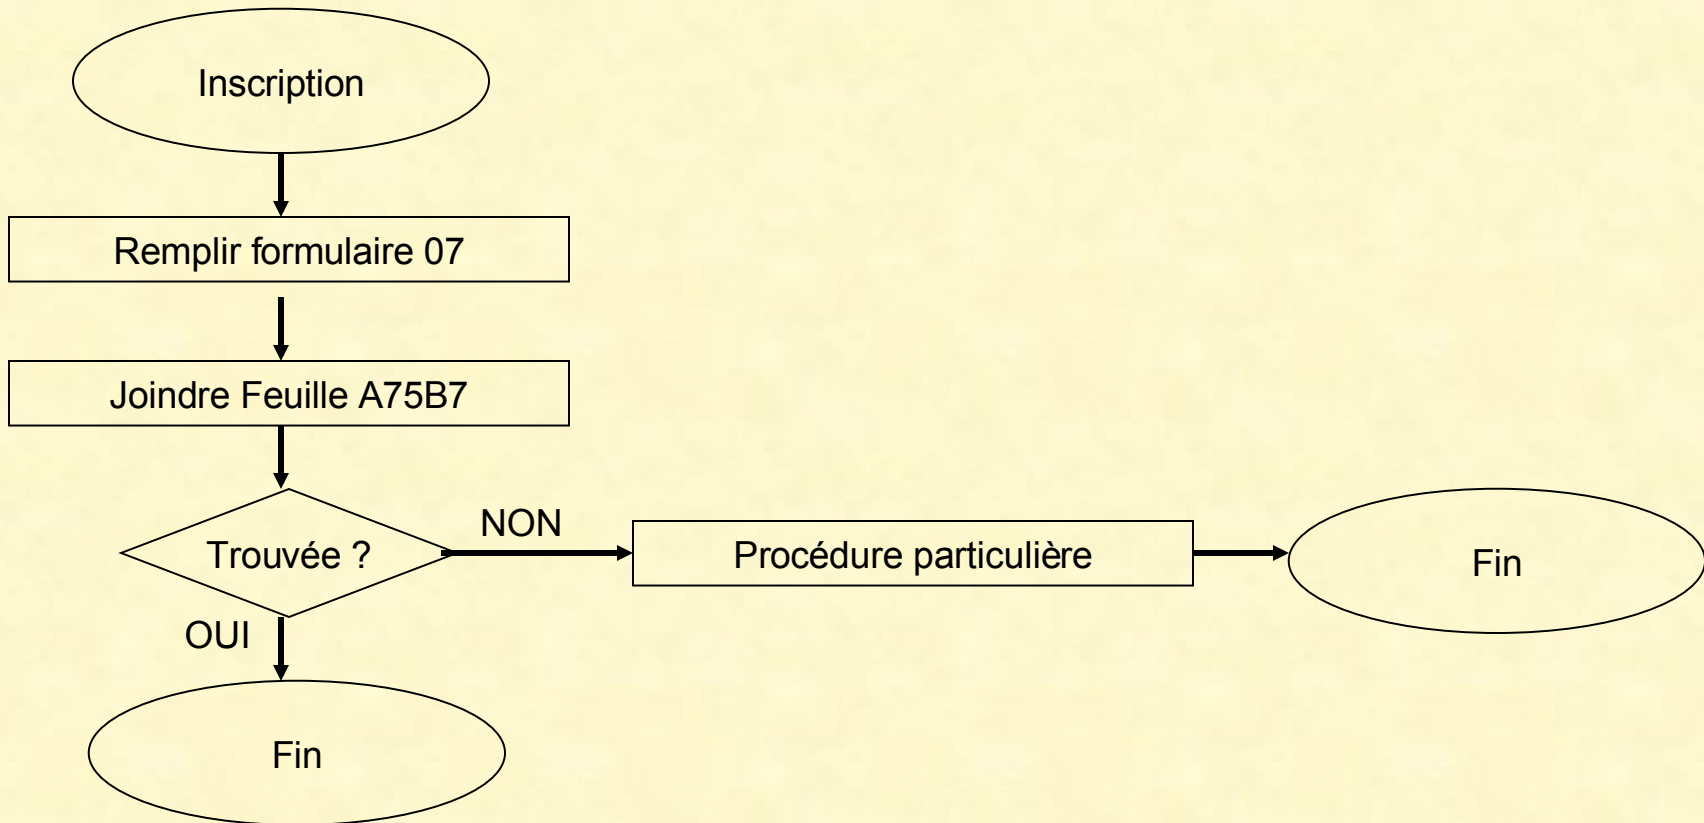 Inscription
Remplir formulaire 07
Joindre Feuille A75B7
Trouvée ?
NON
Procédure particulière
Fin
OUI
Fin